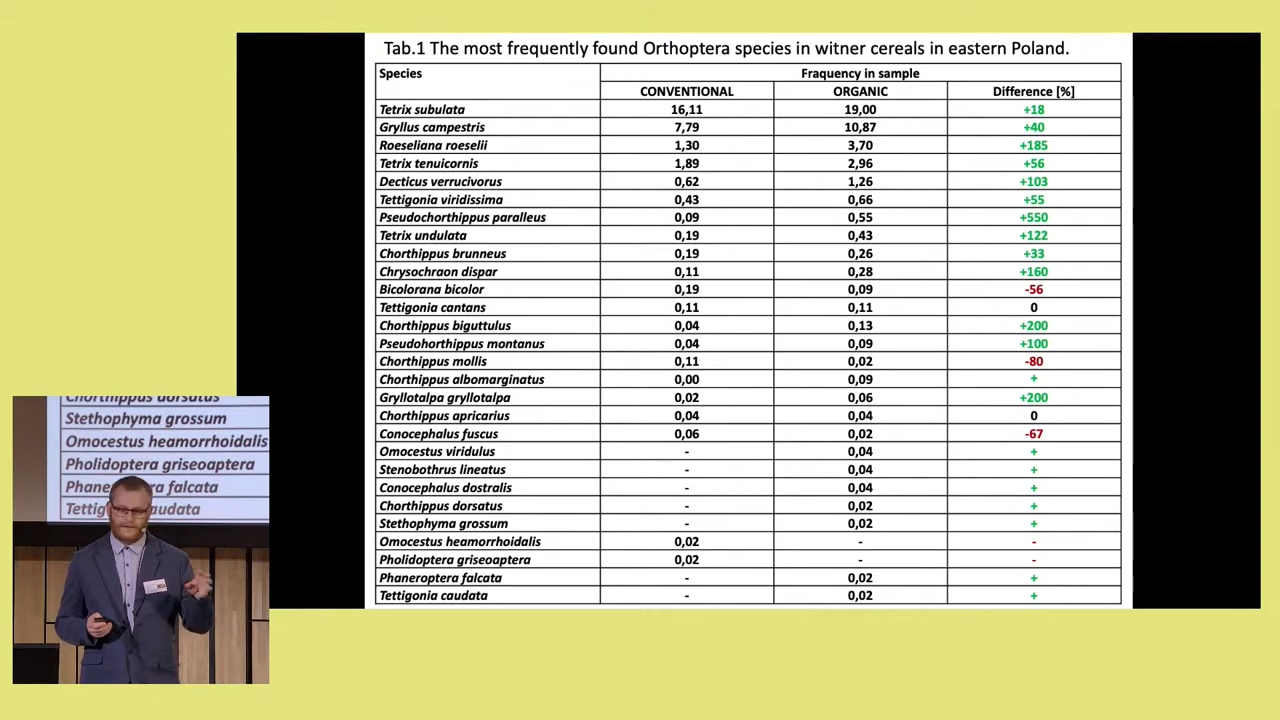 Tab.1 The most frequently found Orthoptera species in witner cereals in eastern Poland.
Species Fraquency in sample
CONVENTIONAL ORGANIC Difference [%]
Tetrix subulata 16,11 19,00 +18
Gryllus campestris 7,79 10,87 +40
Roeseliana roeselii 1,30 3,70 +185
Tetrix tenuicornis 1,89 2,96 +56
Decticus verrucivorus 0,62 1,26 +103
Tettigonia viridissima 0,43 0,66 +55
Pseudochorthippus paralleus 0,09 0,55 +550
Tetrix undulata 0,19 0,43 +122
Chorthippus brunneus 0,19 0,26 +33
Chrysochraon dispar 0,11 0,28 +160
Bicolorana bicolor 0,19 0,09 -56
Tettigonia cantans 0,11 0,11 0
Chorthippus biguttulus 0,04 0,13 +200
Pseudohorthippus montanus 0,04 0,09 +100
Chorthippus mollis 0,11 0,02 -80
Chorthippus albomarginatus 0,00 0,09 +
Gryllotalpa gryllotalpa 0,02 0,06 +200
Chorthippus apricarius 0,04 0,04 0
Conocephalus fuscus 0,06 0,02 -67
Omocestus viridulus - 0,04 +
Stenobothrus lineatus - 0,04 +
Conocephalus dostralis - 0,04 +
Chorthippus dorsatus - 0,02 +
Stethophyma grossum - 0,02 +
Omocestus heamorrhoidalis 0,02 - -
Pholidoptera griseoaptera 0,02 - -
Phaneroptera falcata - 0,02 +
Tettigonia caudata - 0,02 +
Chorthippus dorsatus
Stethophyma grossum
Omocestus heamorrhoidalis
Pholidoptera griseoaptera
Phaner falcata
Tettig audata